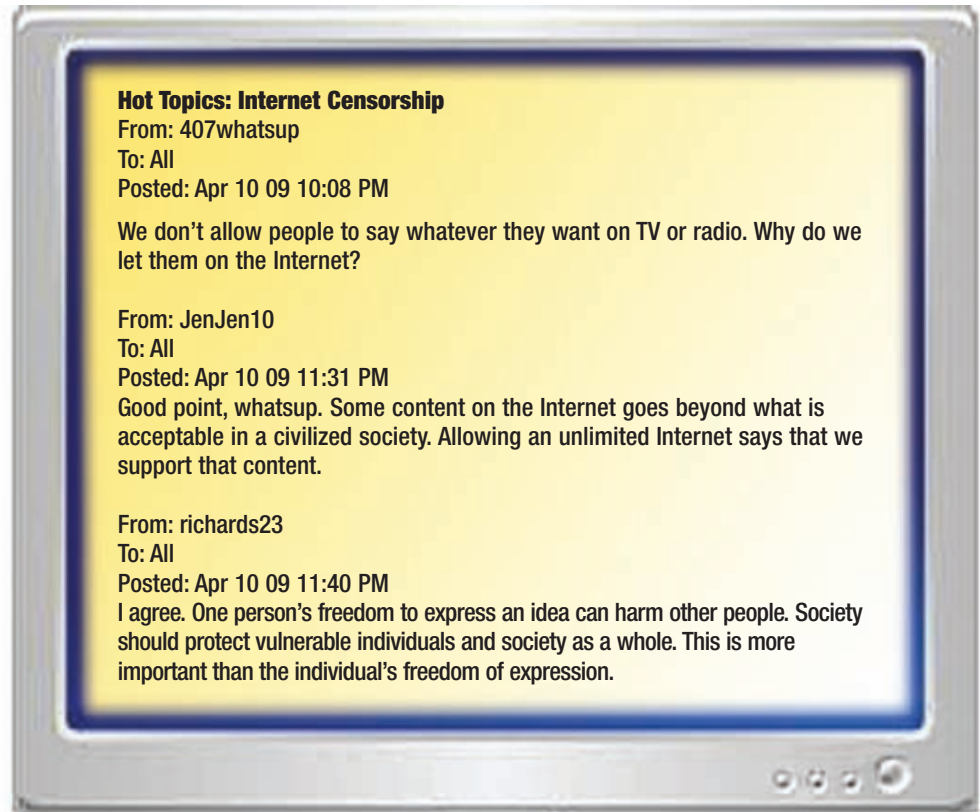 Hot Topics: Internet Censorship
From: 407whatsup
To: All
Posted: Apr 10 09 10:08 PM
We don’t allow people to say whatever they want on TV or radio. Why do we
let them on the Internet?
From: JenJen10
To: All
Posted: Apr 10 09 11:31 PM
Good point, whatsup. Some content on the Internet goes beyond what is
acceptable in a civilized society. Allowing an unlimited Internet says that we
support that content.
From: richards23
To: All
Posted: Apr 10 09 11:40 PM
I agree. One person’s freedom to express an idea can harm other people. Society
should protect vulnerable individuals and society as a whole. This is more
important than the individual’s freedom of expression.